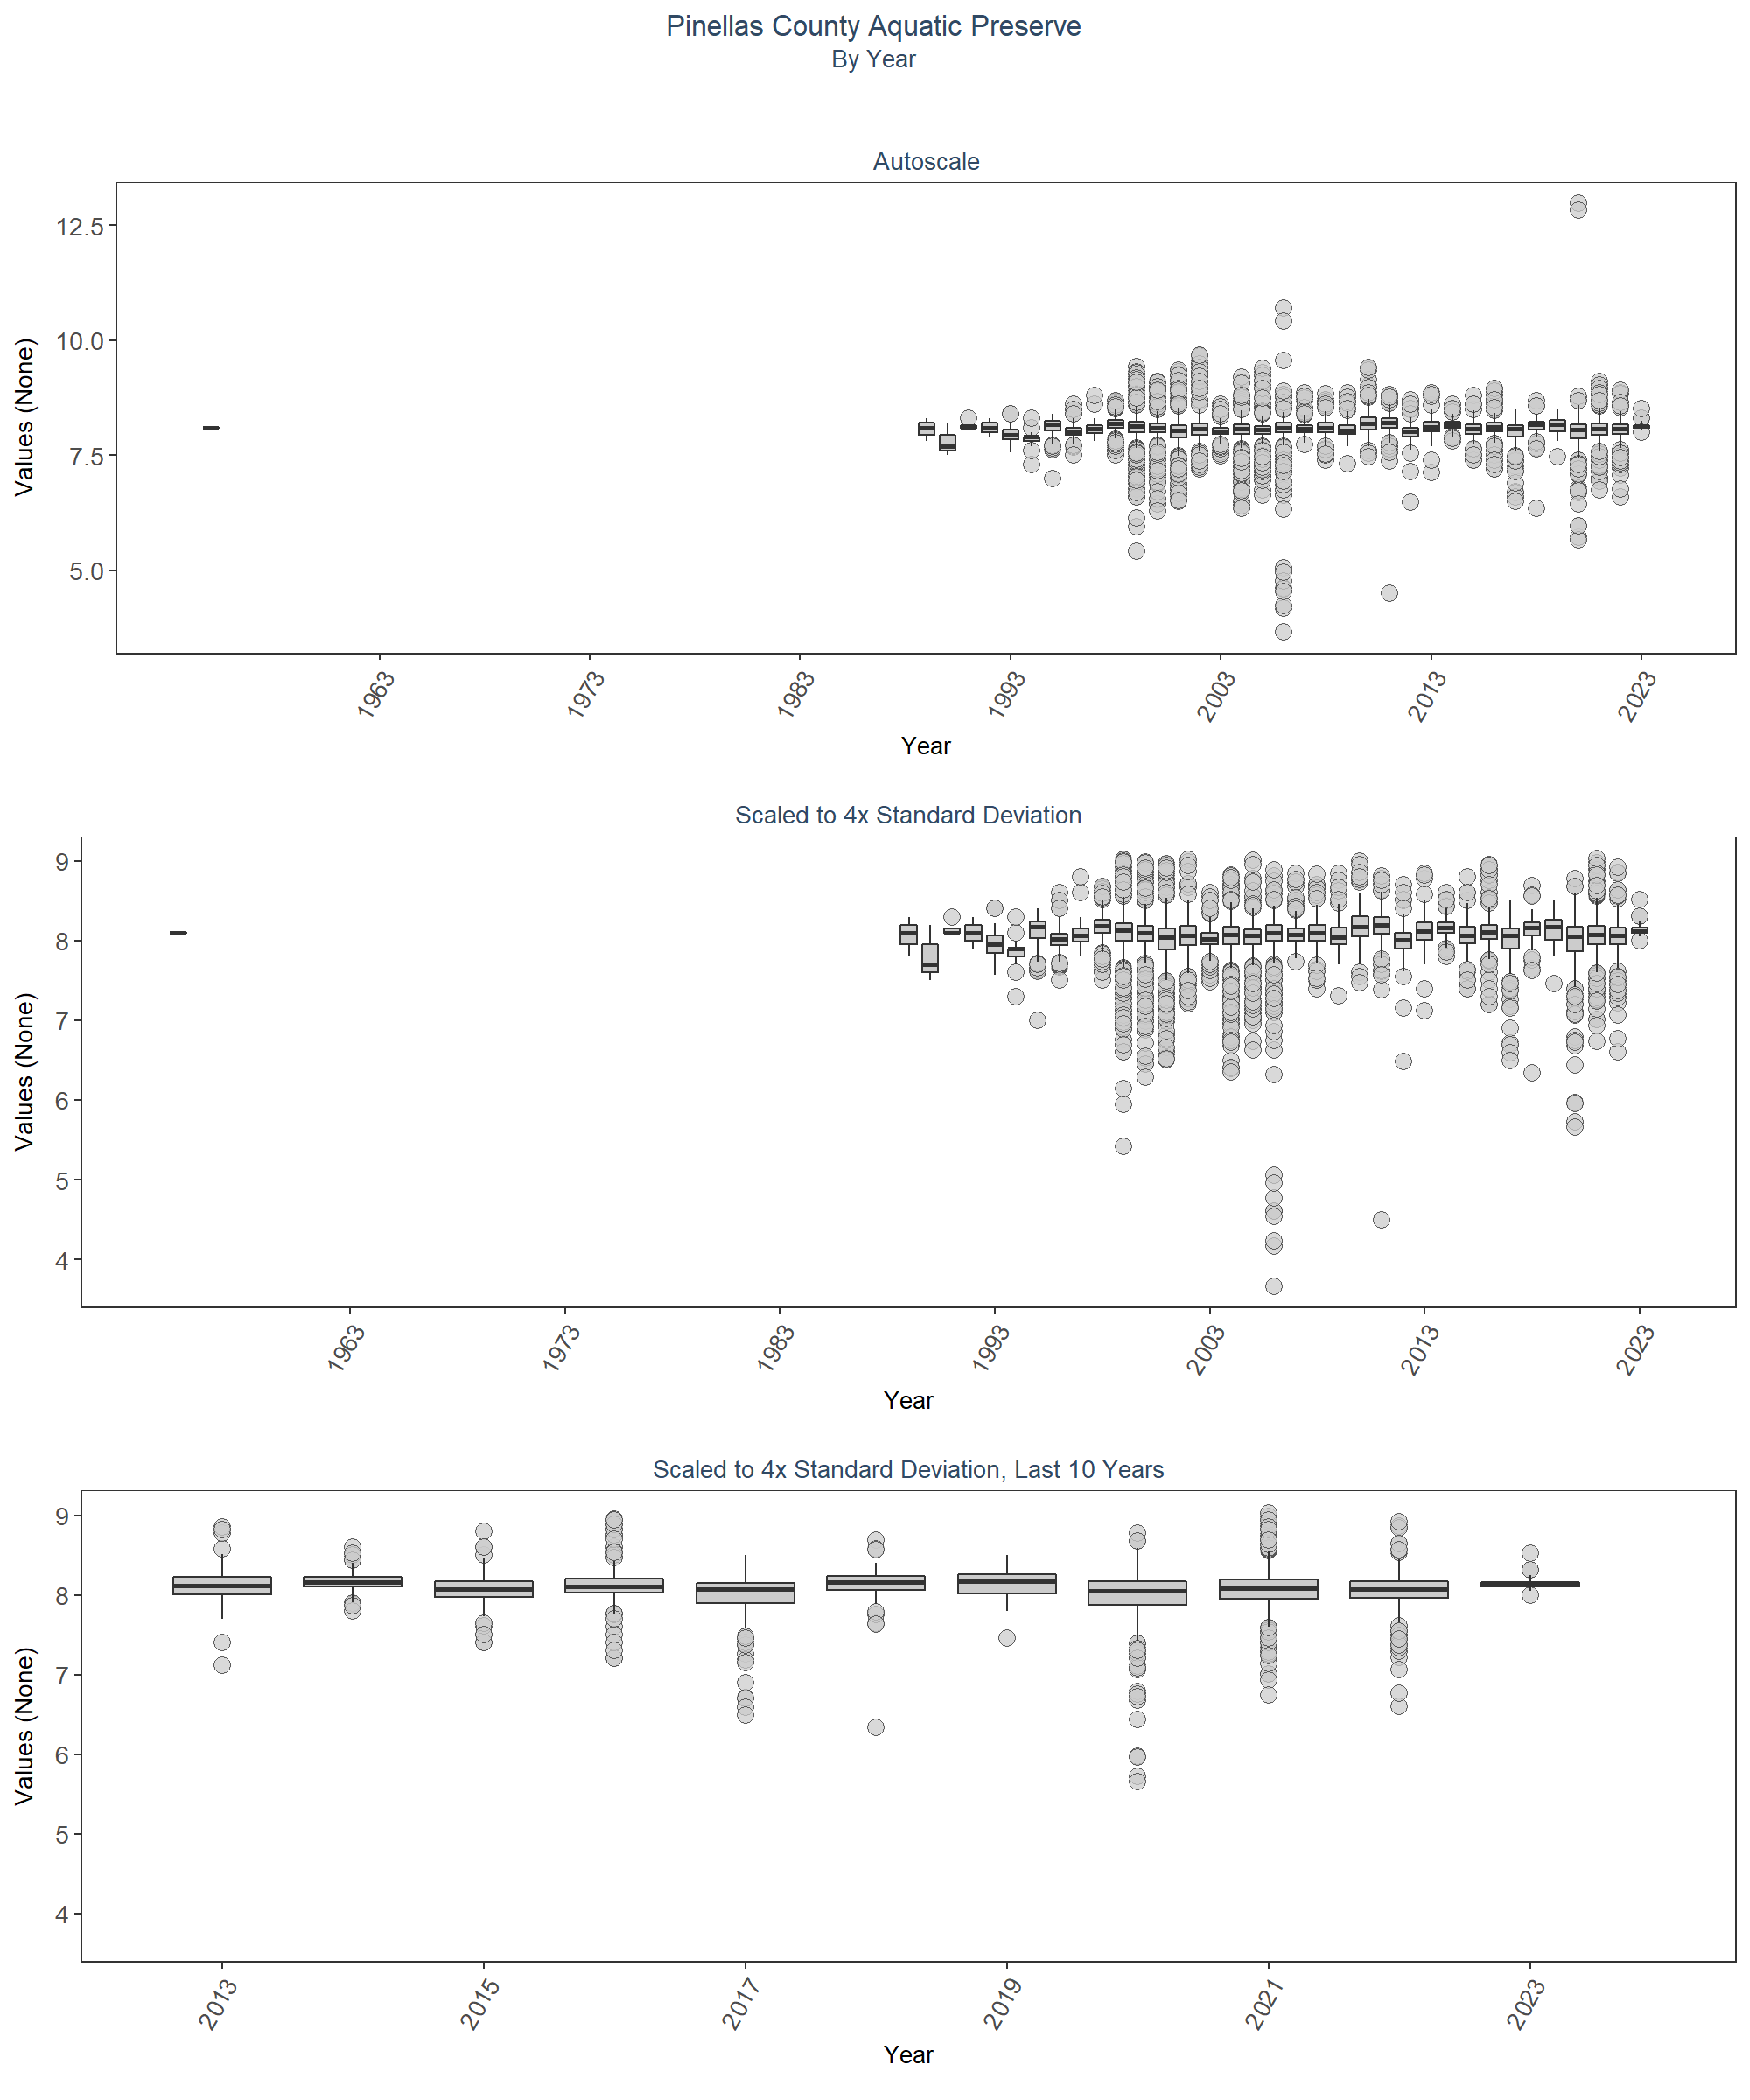 Pinellas County Aquatic Preserve
By Year
Autoscale
Values (None)
12.5
10.0
7.5
5.0
1963 1973 1983 1993 2003 2013 2023
Year
Scaled to 4x Standard Deviation
Values (None)
9
8
7
6
5
4
1963 1973 1983 1993 2003 2013 2023
Year
Scaled to 4x Standard Deviation, Last 10 Years
Values (None)
9
8
7
6
5
4
2013 2015 2017 2019 2021 2023
Year